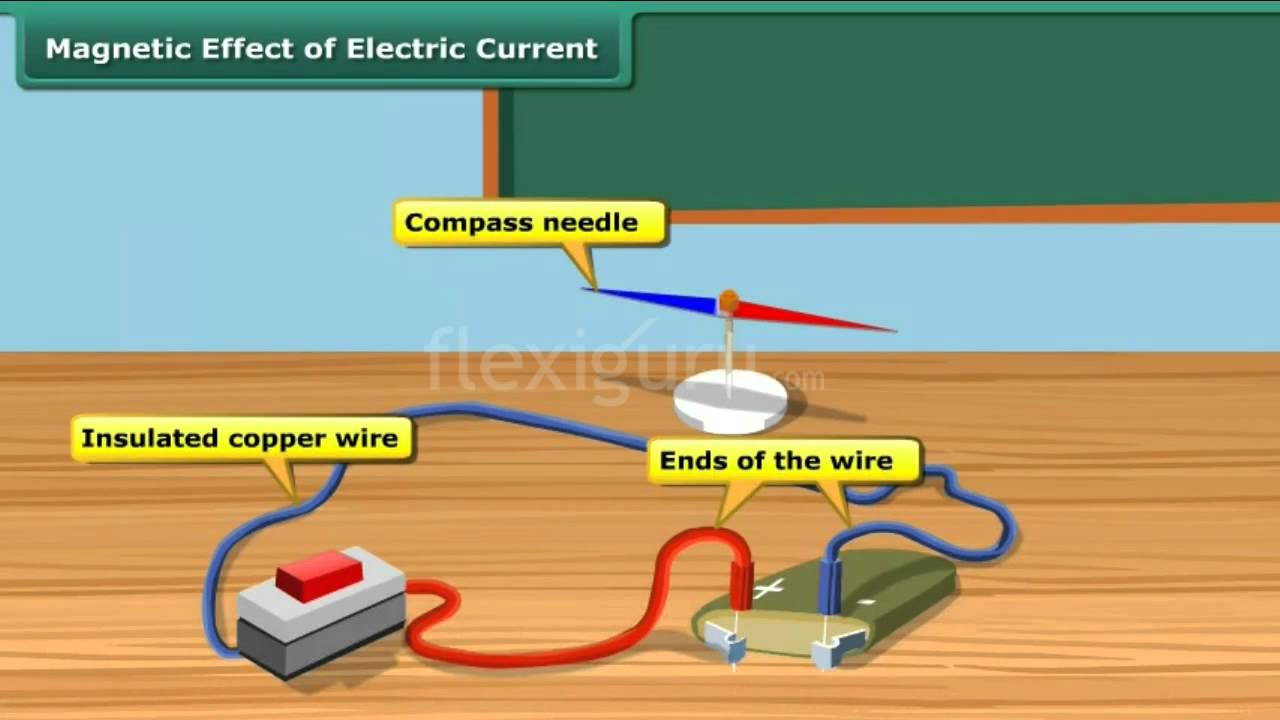 Magnetic Effect of Electric Current
Compass needle
flexiguru.com
Insulated copper wire
Ends of the wire
+
-